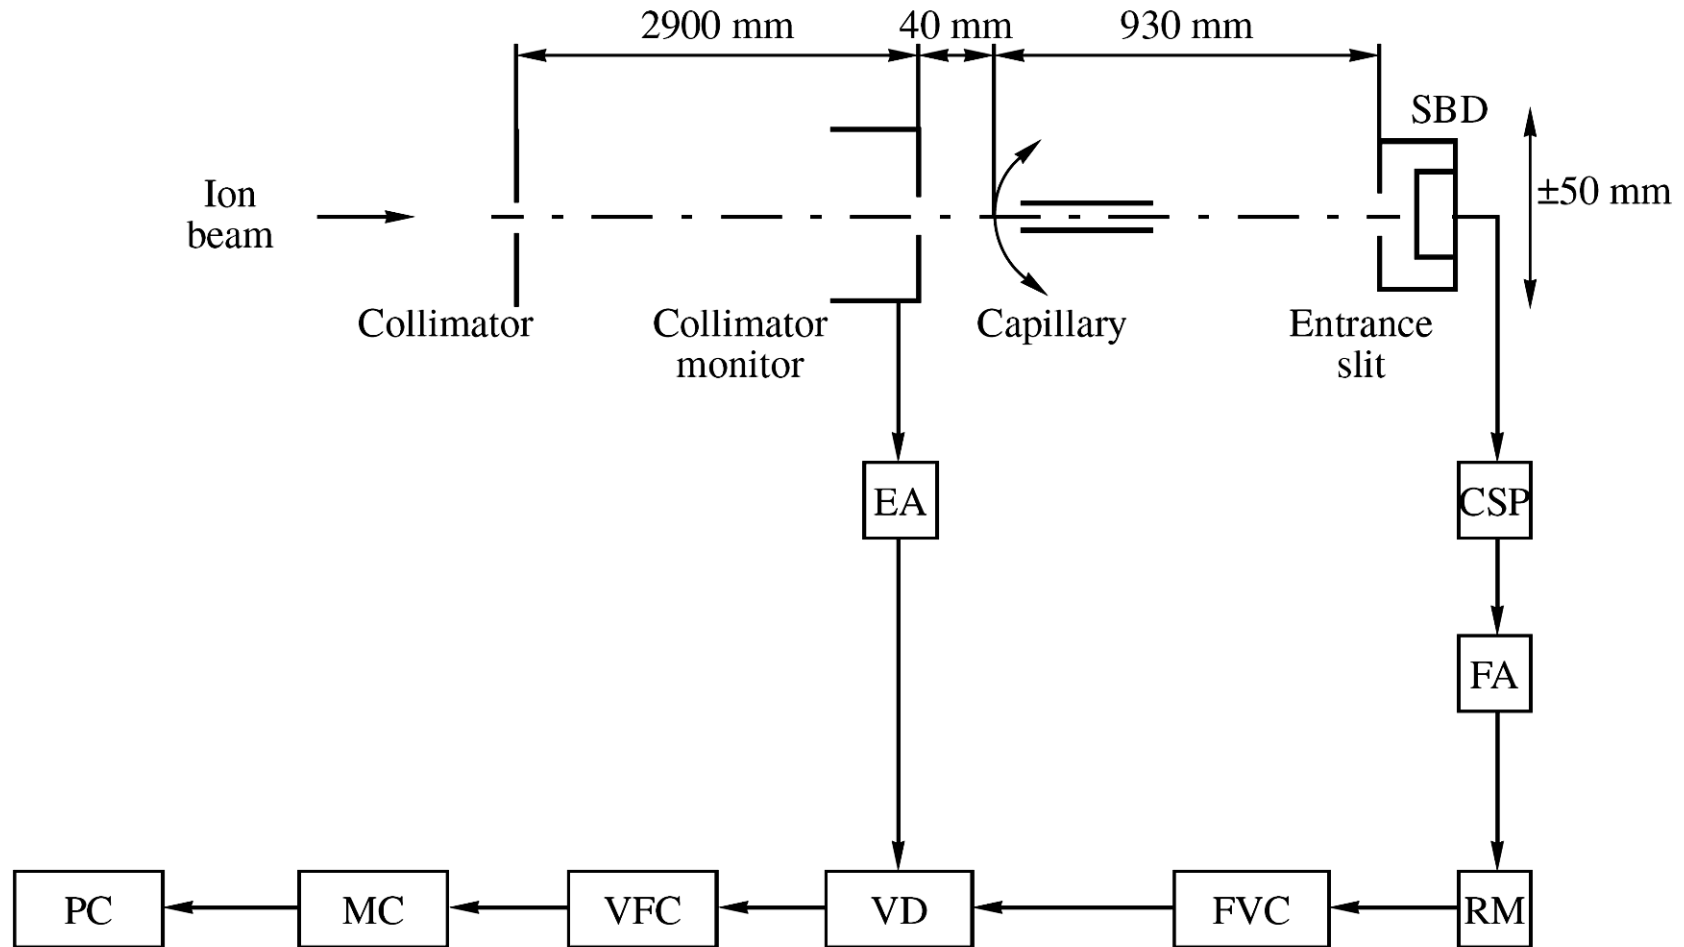 2900 mm
40 mm
930 mm
SBD
Ion
beam
±50 mm
Collimator
Collimator
monitor
Capillary
Entrance
slit
EA
CSP
FA
PC
MC
VFC
VD
FVC
RM